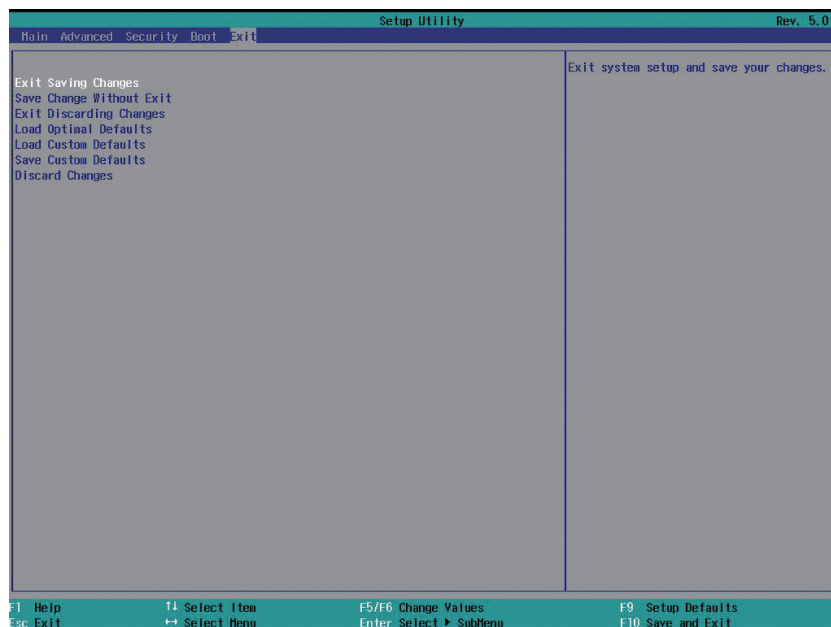 Setup Utility Rev. 5.0
Main Advanced Security Boot Exit
Exit Saving Changes
Save Change Without Exit
Exit Discarding Changes
Load Optimal Defaults
Load Custom Defaults
Save Custom Defaults
Discard Changes
Exit system setup and save your changes.
F1 Help ↑↓ Select Item F5/F6 Change Values F9 Setup Defaults
Esc Exit ↔ Select Menu Enter Select ▶ SubMenu F10 Save and Exit